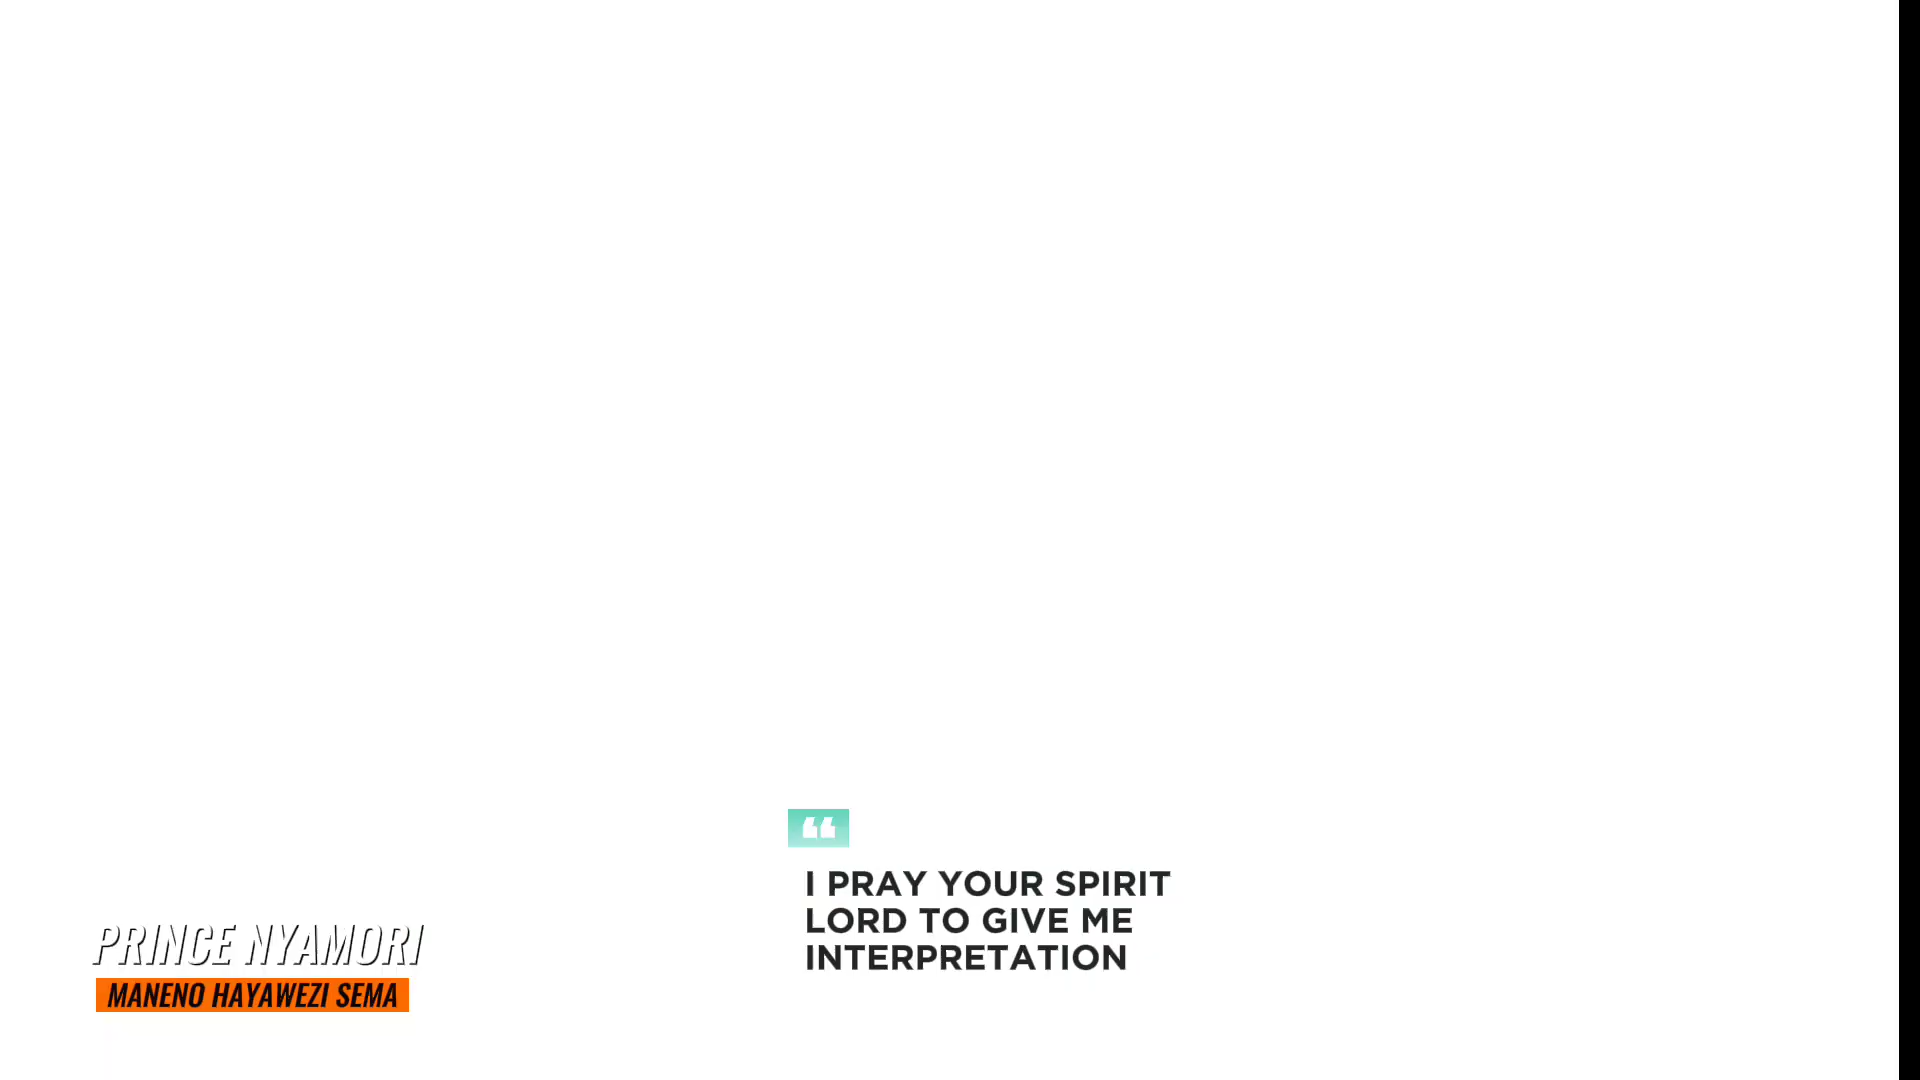 I PRAY YOUR SPIRIT
LORD TO GIVE ME
INTERPRETATION
PRINCE NYAMORI
MANENO HAYAWEZI SEMA